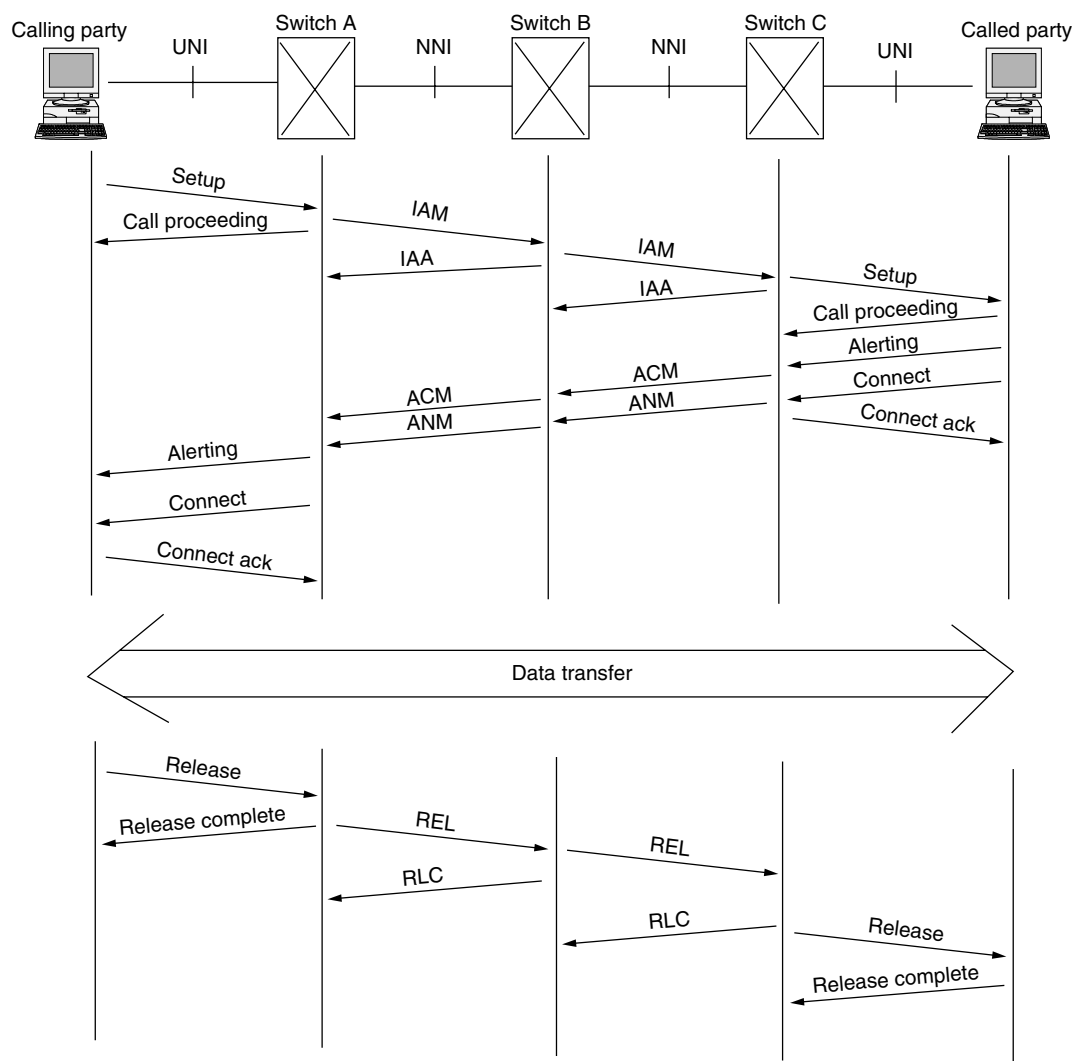 Calling party
UNI
Switch A
NNI
Switch B
NNI
Switch C
UNI
Called party
Setup
Call proceeding
IAM
IAA
IAM
IAA
Setup
Call proceeding
Alerting
ACM
ACM
Connect
ANM
ANM
Connect ack
Alerting
Connect
Connect ack
Data transfer
Release
Release complete
REL
REL
RLC
RLC
Release
Release complete